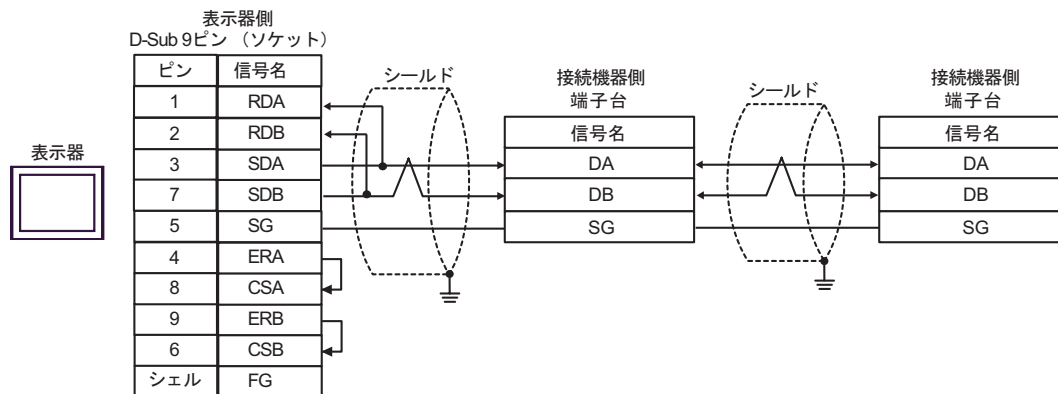 表示器側
D-Sub 9ピン （ソケット）
ピン 信号名
1 RDA
2 RDB
3 SDA
7 SDB
5 SG
4 ERA
8 CSA
9 ERB
6 CSB
シェル FG
表示器
シールド
接続機器側
端子台
信号名
DA
DB
SG
シールド
接続機器側
端子台
信号名
DA
DB
SG